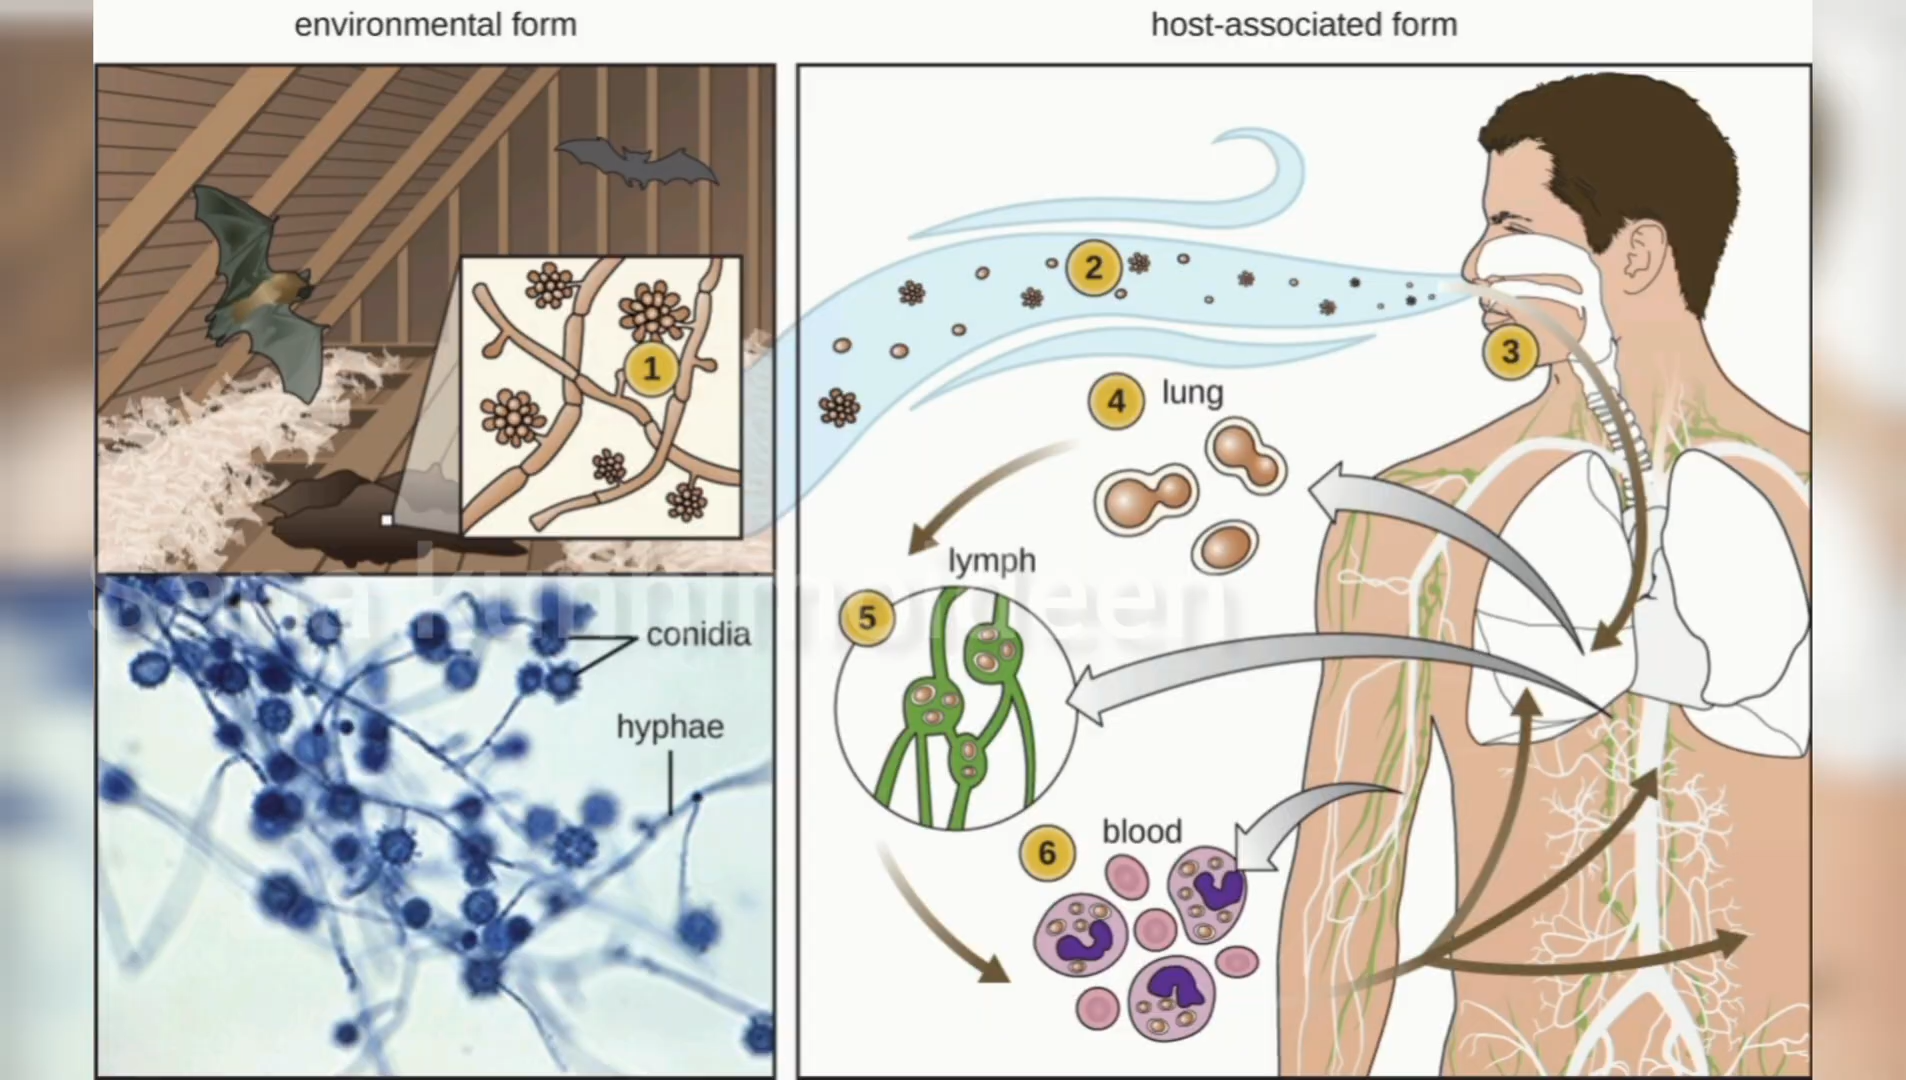 environmental form
host-associated form
1
2
3
4
lung
lymph
5
conidia
hyphae
6
blood